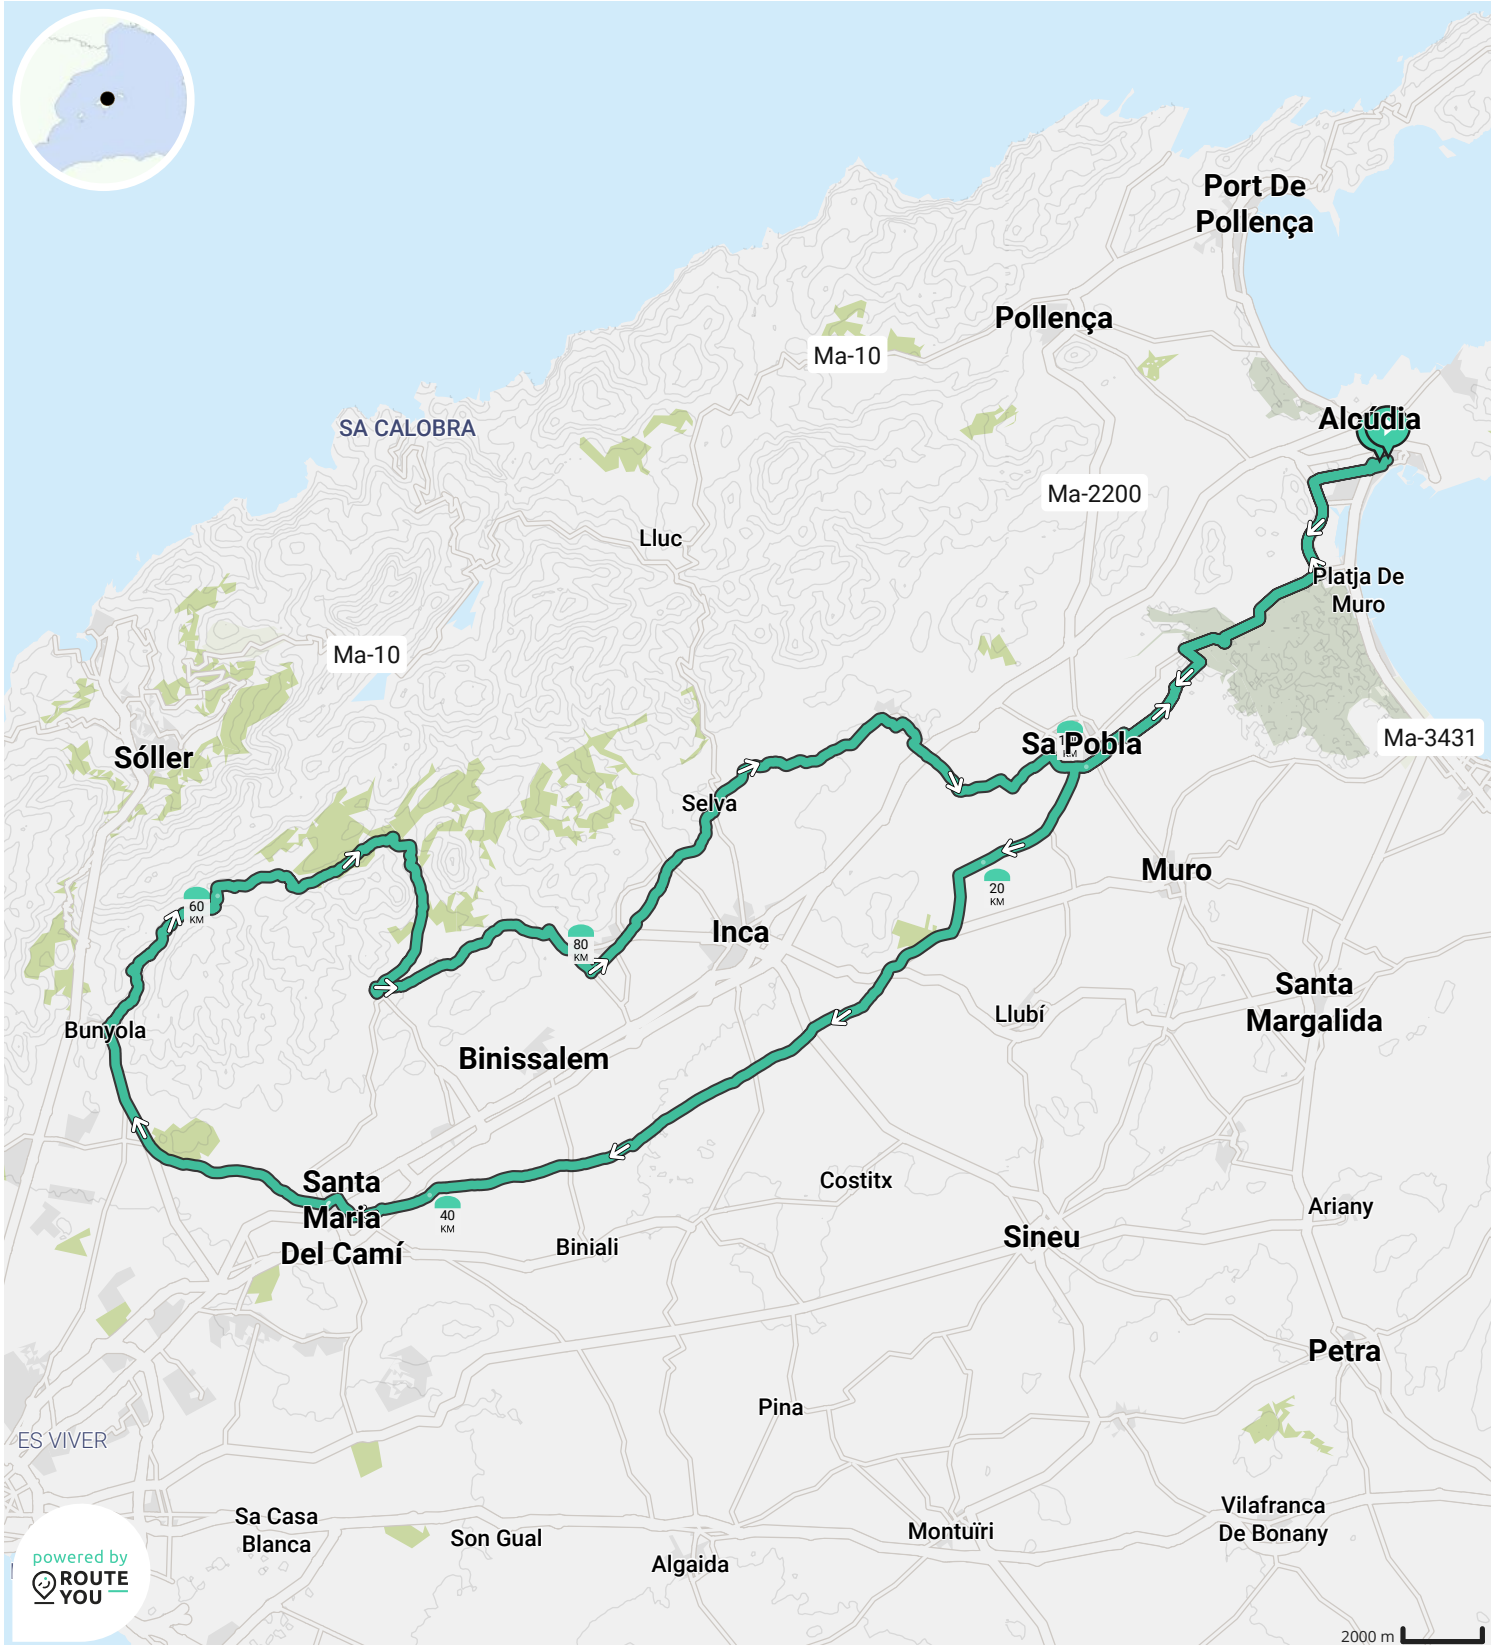 Port De
Pollença
Pollença
Ma-10
Alcúdia
SA CALOBRA
Ma-2200
Lluc
Platja De
Muro
Ma-10
Ma-3431
Sóller
Sa Pobla
KM
Selva
Muro
20
KM
60
KM
Inca
80
KM
Santa
Margalida
Llubí
Bunyola
Binissalem
Santa
Maria
Del Camí
Costitx
Ariany
40
KM
Biniali
Sineu
Petra
Pina
ES VIVER
Sa Casa
Blanca
Son Gual
Montuïri
Vilafranca
De Bonany
Algaida
powered by
ROUTE
YOU
2000 m